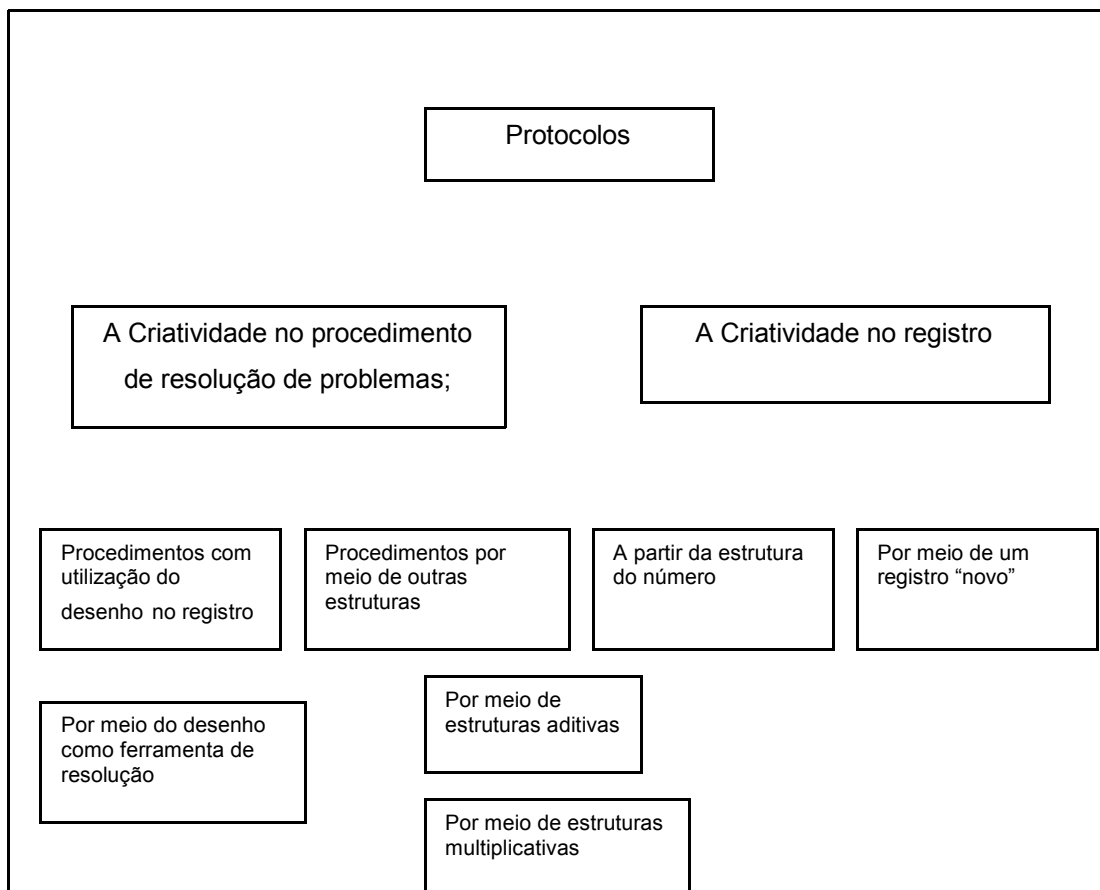 Protocolos
A Criatividade no procedimento
de resolução de problemas;
A Criatividade no registro
Procedimentos com
utilização do
desenho no registro
Procedimentos por
meio de outras
estruturas
A partir da estrutura
do número
Por meio de um
registro “novo”
Por meio do desenho
como ferramenta de
resolução
Por meio de
estruturas aditivas
Por meio de estruturas
multiplicativas